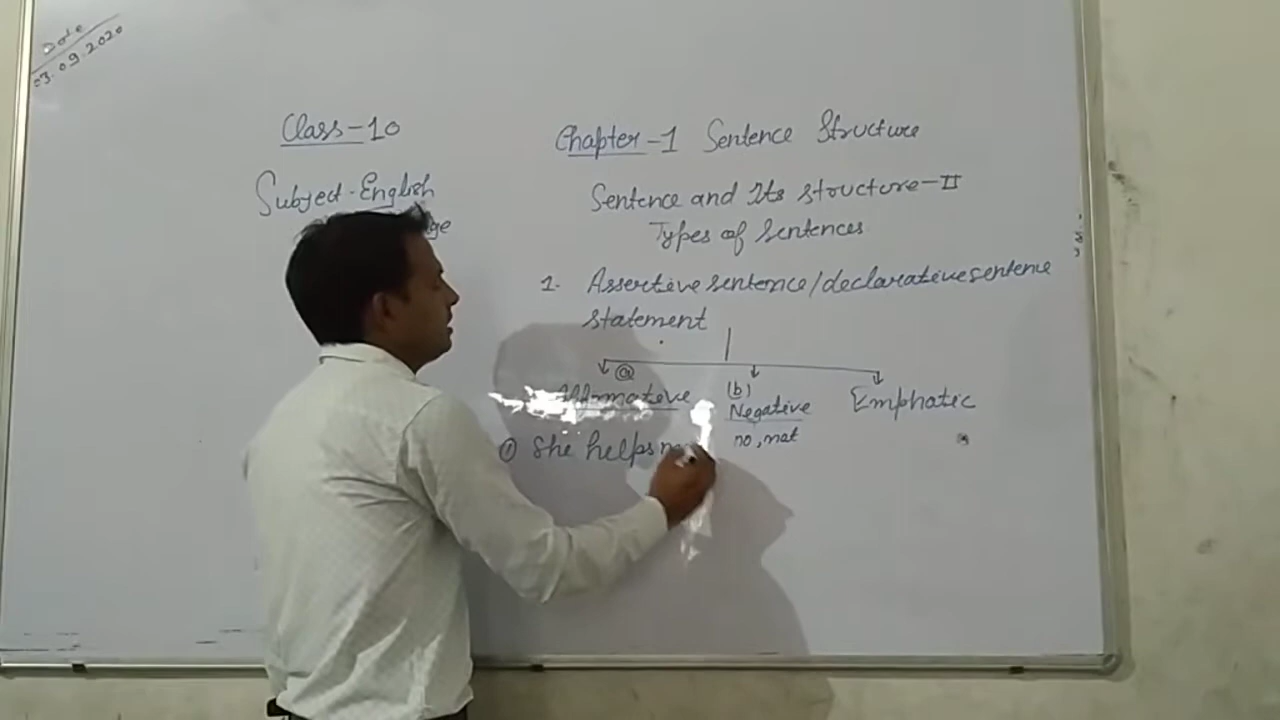 Date
03.09.2020
Class-10
Chapter-1 Sentence Structure
Subject-English
Sentence and Its structure-II
Types of Sentences
1. Assertive sentence/declarative sentence
statement
(a)
(b)
Affirmative
Negative
Emphatic
no, not
① She helps